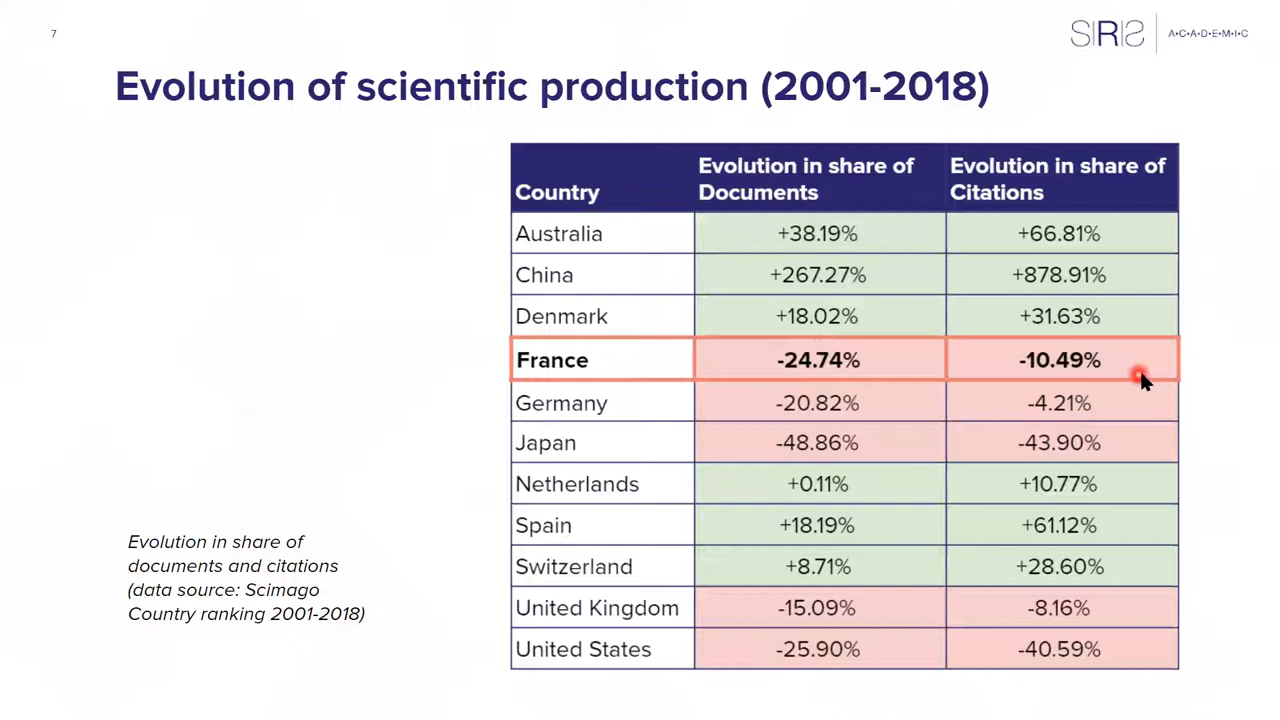 7
SIRIS
A•C•A•D•E•M•I•C
Evolution of scientific production (2001-2018)
Country
Evolution in share of
Documents
Evolution in share of
Citations
Australia +38.19% +66.81%
China +267.27% +878.91%
Denmark +18.02% +31.63%
France -24.74% -10.49%
Germany -20.82% -4.21%
Japan -48.86% -43.90%
Netherlands +0.11% +10.77%
Spain +18.19% +61.12%
Switzerland +8.71% +28.60%
United Kingdom -15.09% -8.16%
United States -25.90% -40.59%
Evolution in share of
documents and citations
(data source: Scimago
Country ranking 2001-2018)